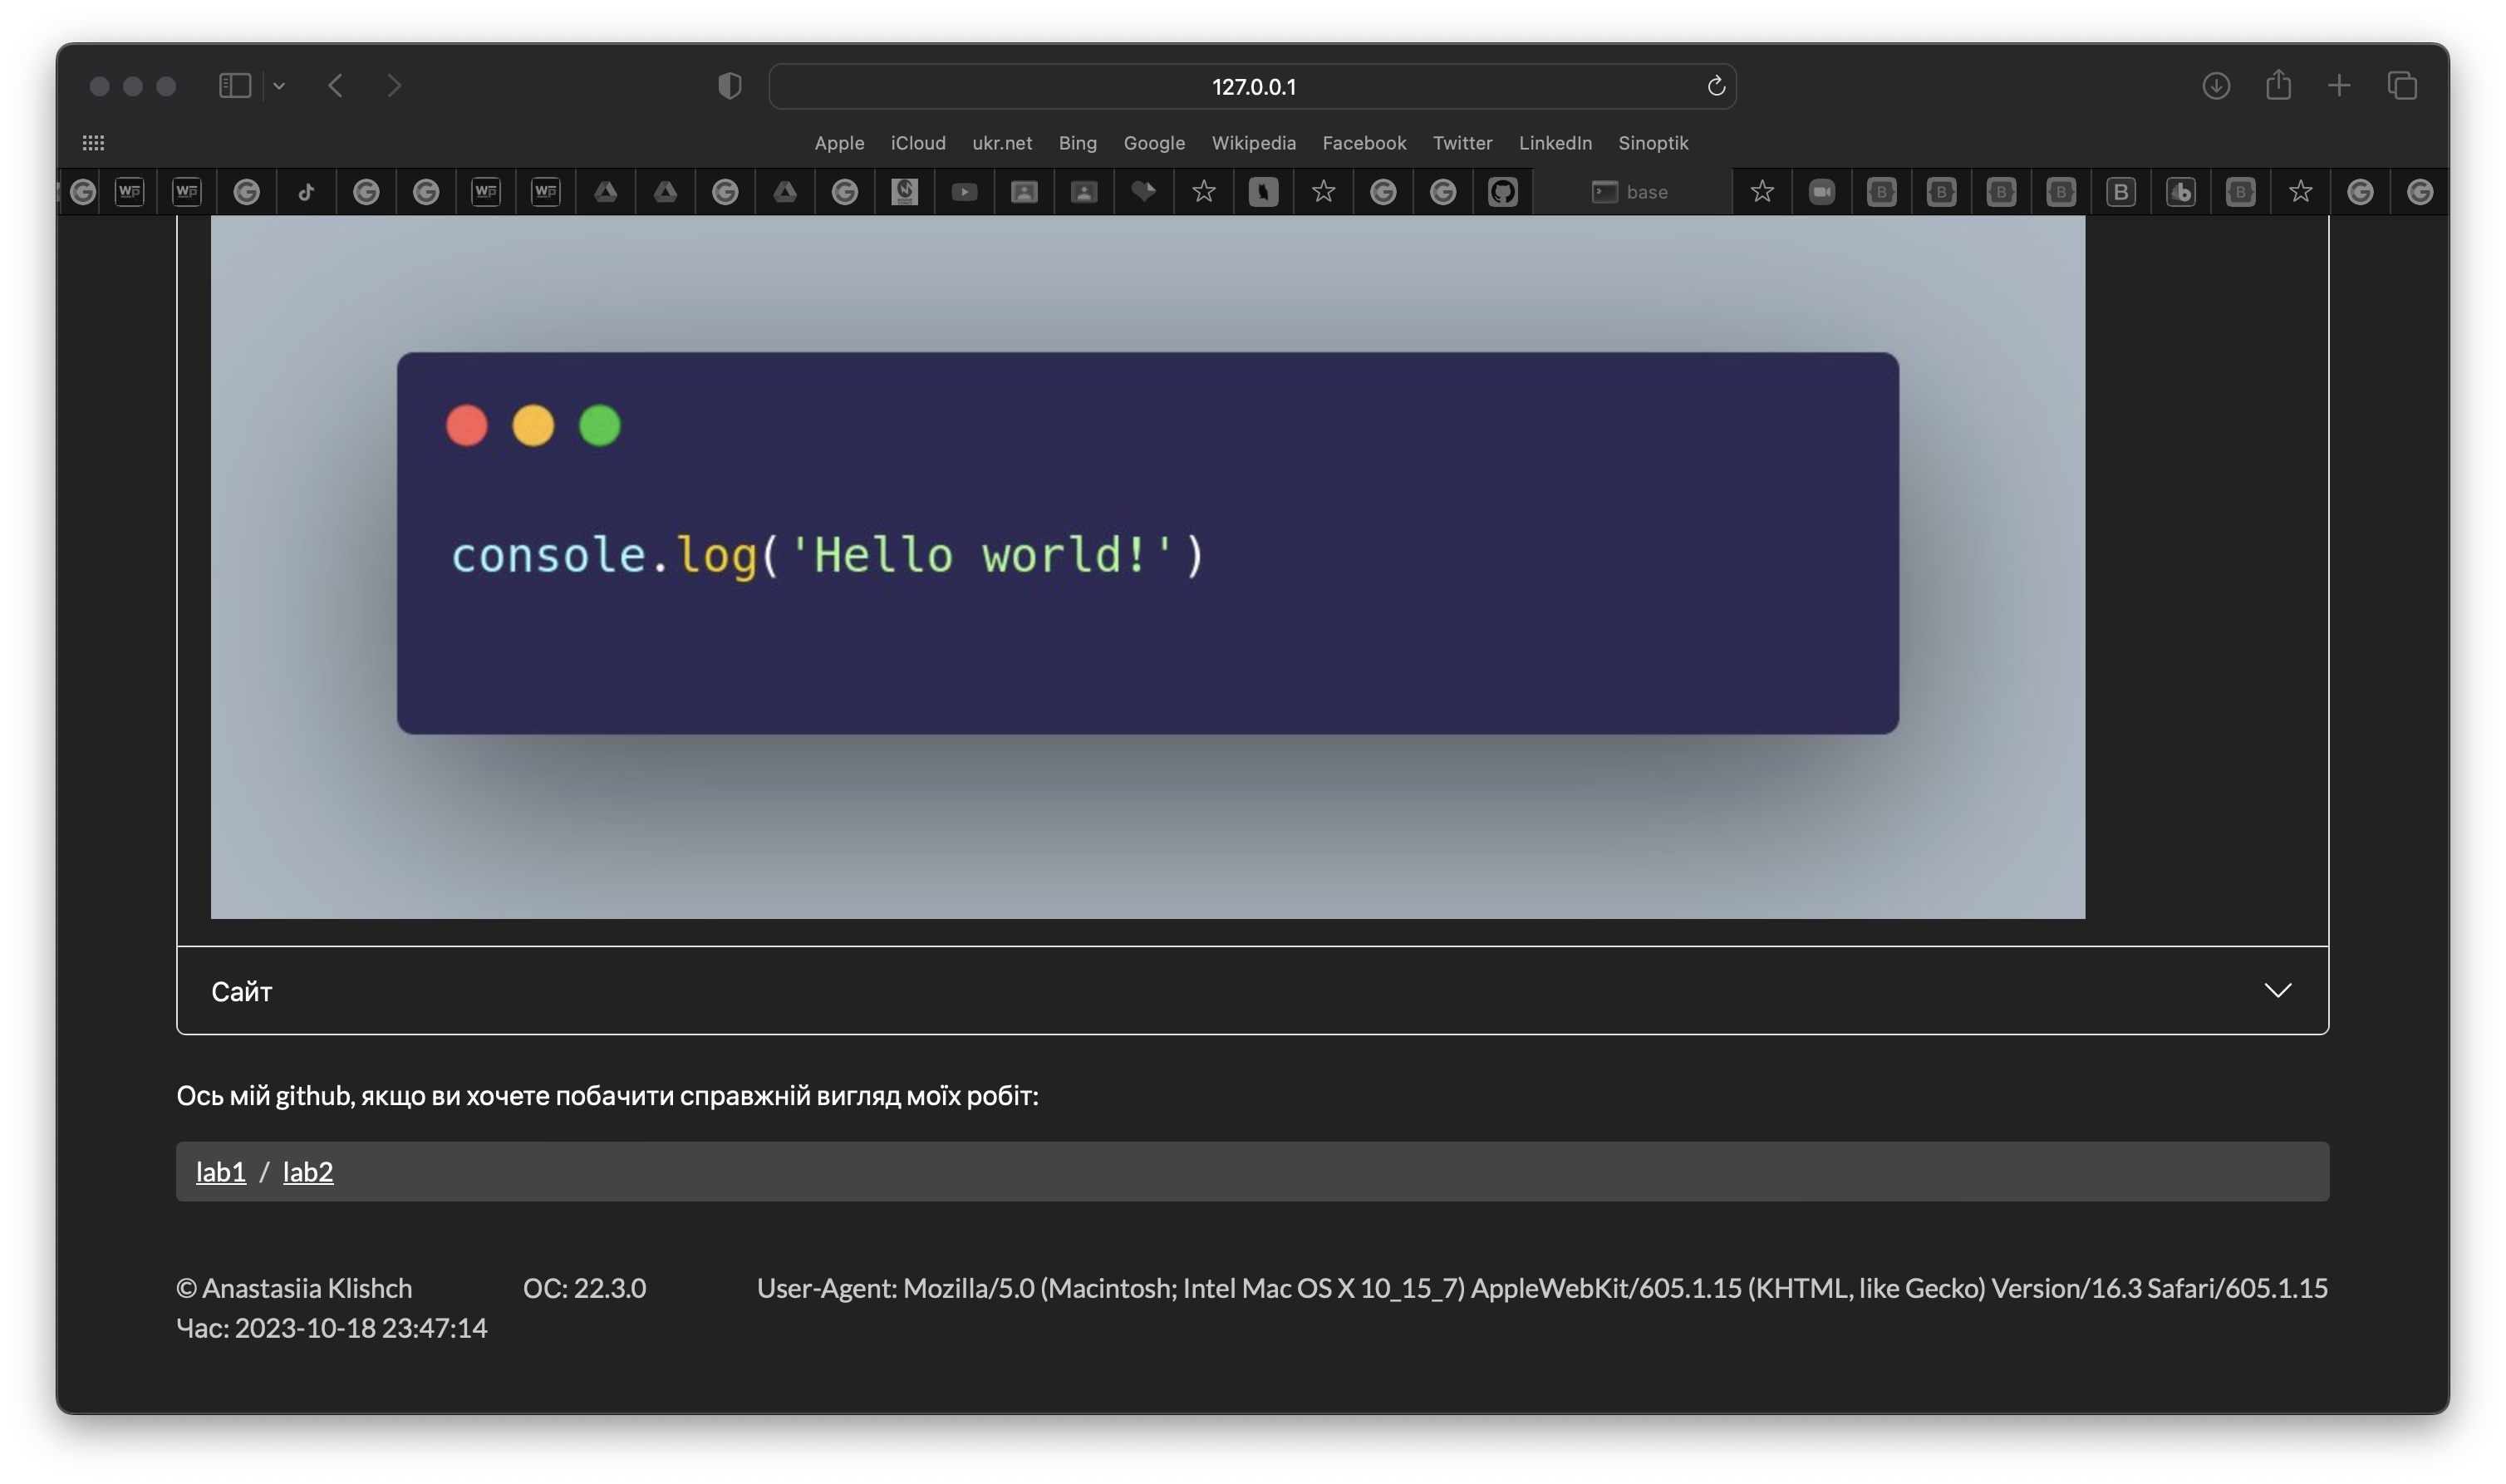 127.0.0.1
Apple iCloud ukr.net Bing Google Wikipedia Facebook Twitter LinkedIn Sinoptik
base
console.log('Hello world!')
Сайт
Ось мій github, якщо ви хочете побачити справжній вигляд моїх робіт:
lab1 / lab2
© Anastasiia Klishch ОС: 22.3.0 User-Agent: Mozilla/5.0 (Macintosh; Intel Mac OS X 10_15_7) AppleWebKit/605.1.15 (KHTML, like Gecko) Version/16.3 Safari/605.1.15
Час: 2023-10-18 23:47:14